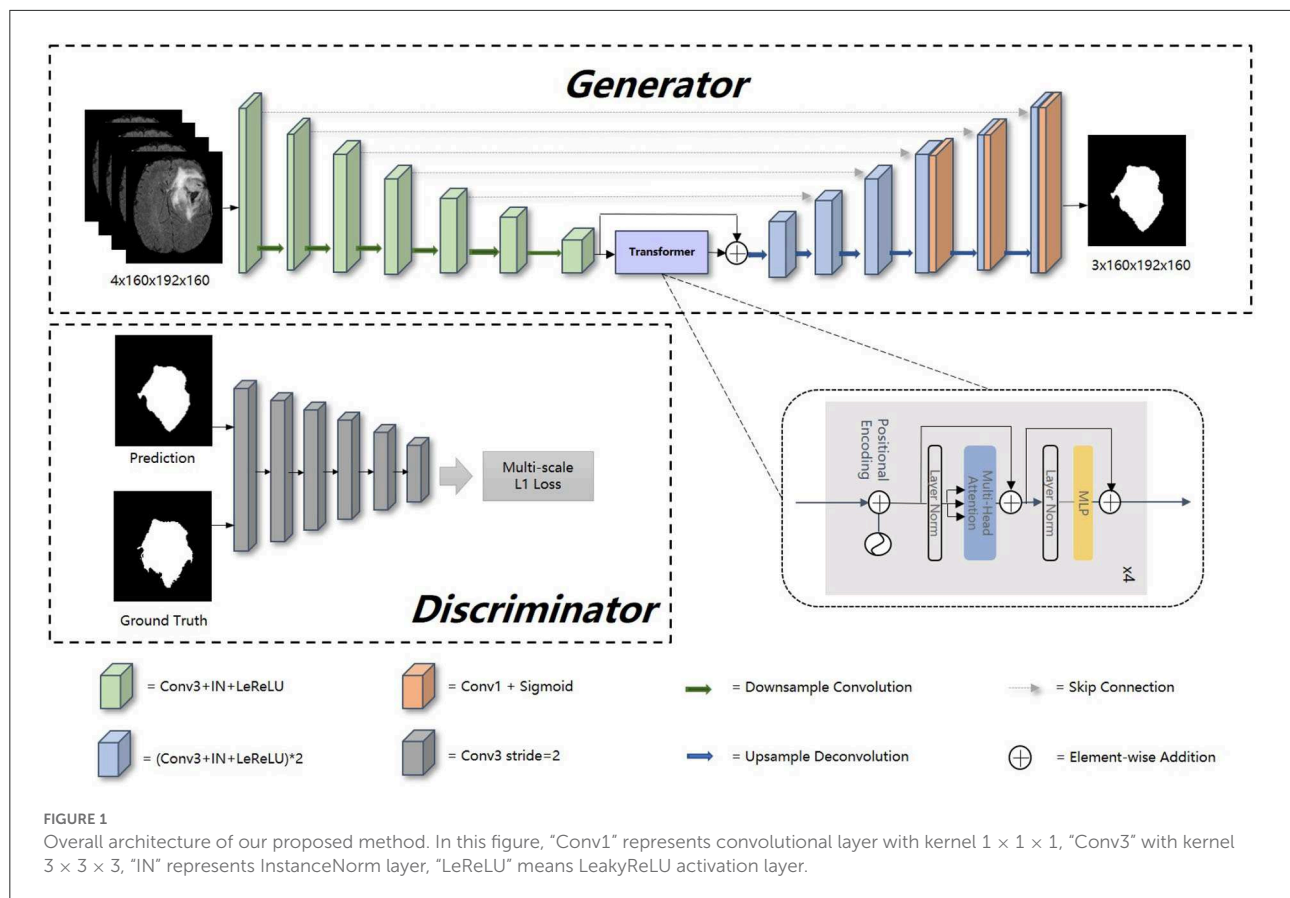 Generator
4x160x192x160
Transformer
3x160x192x160
Prediction
Ground Truth
Multi-scale
L1 Loss
Discriminator
Positional
Encoding
Layer Norm
Multi-Head
Attention
Layer Norm
MLP
x4
= Conv3+IN+LeReLU
= Conv1 + Sigmoid
= Downsample Convolution
= Skip Connection
= (Conv3+IN+LeReLU)*2
= Conv3 stride=2
= Upsample Deconvolution
= Element-wise Addition
FIGURE 1
Overall architecture of our proposed method. In this figure, “Conv1” represents convolutional layer with kernel 1 × 1 × 1, “Conv3” with kernel
3 × 3 × 3, “IN” represents InstanceNorm layer, “LeReLU” means LeakyReLU activation layer.